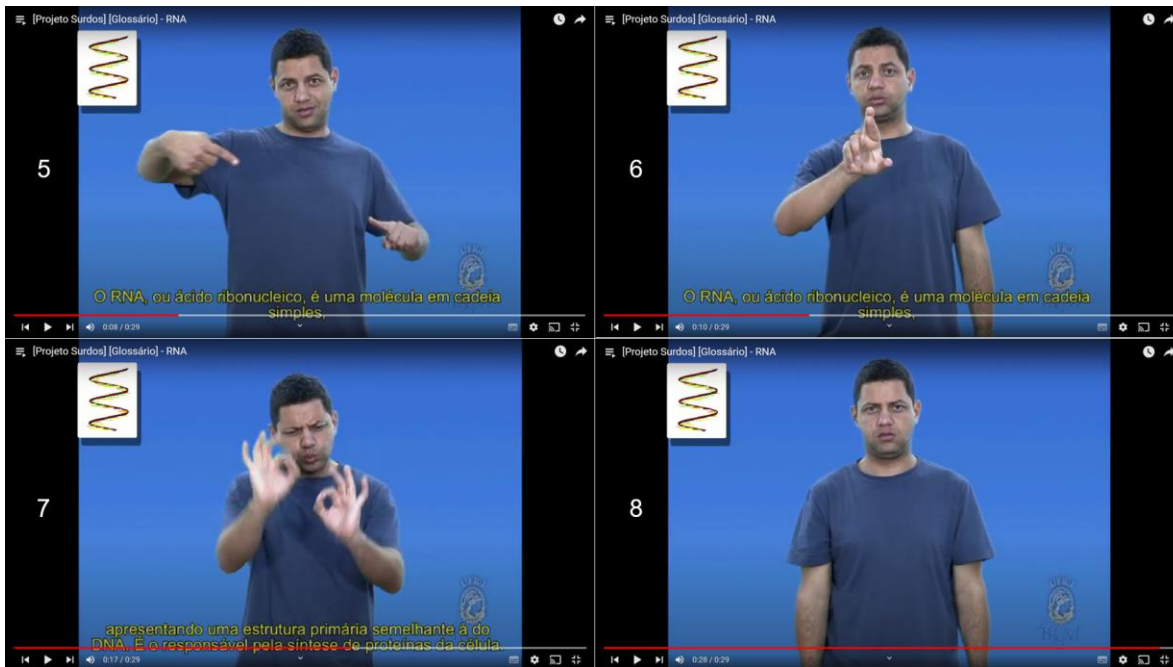 [Projeto Surdos] [Glossário] - RNA
5
O RNA, ou ácido ribonucleico, é uma molécula em cadeia
simples,
0:08 / 0:29
[Projeto Surdos] [Glossário] - RNA
6
O RNA, ou ácido ribonucleico, é uma molécula em cadeia
simples,
0:10 / 0:29
[Projeto Surdos] [Glossário] - RNA
7
apresentando uma estrutura primária semelhante à do
DNA. É o responsável pela síntese de proteínas da célula.
0:17 / 0:29
[Projeto Surdos] [Glossário] - RNA
8
0:28 / 0:29